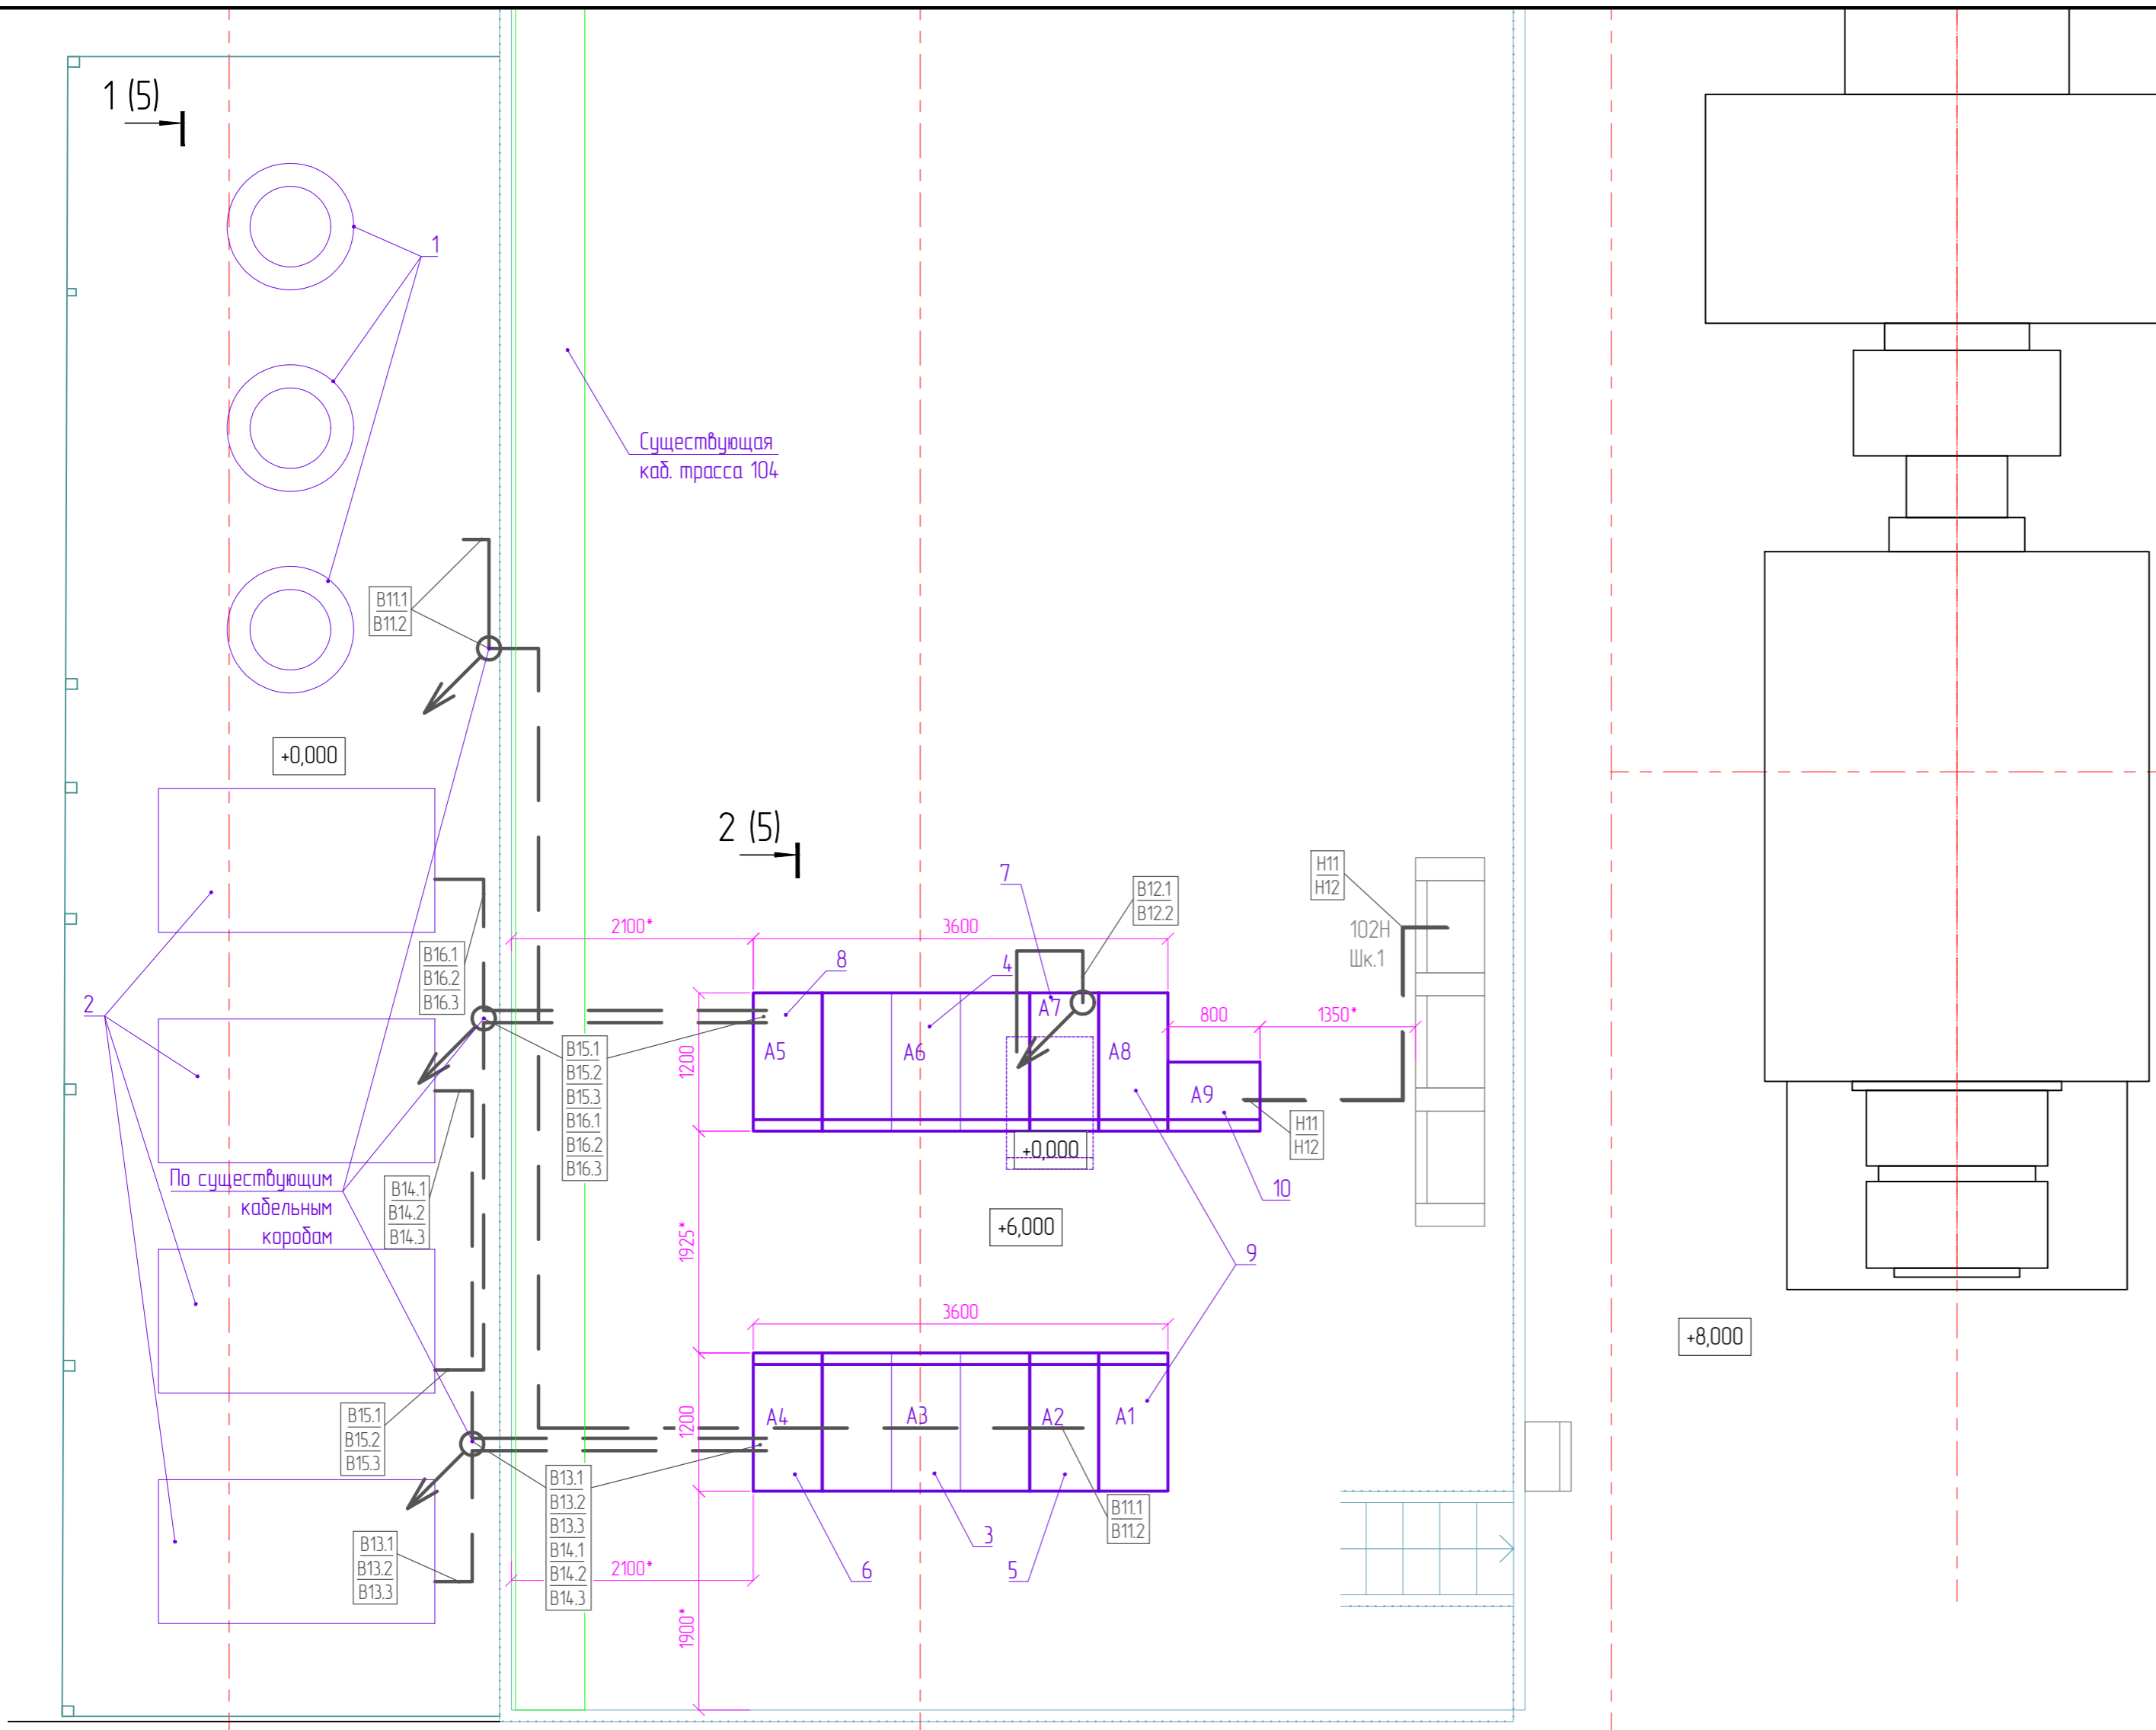 1 (5)
1
Существующая
каб. трасса 104
В11.1
В11.2
+0,000
2 (5)
7
В12.1
В12.2
Н11
Н12
102Н
Шк.1
2100*
3600
8
4
В16.1
В16.2
В16.3
2
А7
800
1350*
В15.1
В15.2
В15.3
В16.1
В16.2
В16.3
1200
А5
А6
А8
А9
Н11
Н12
+0,000
10
По существующим
кабельным
коробам
В14.1
В14.2
В14.3
1925*
+6,000
9
3600
+8,000
В15.1
В15.2
В15.3
1200
А4
А3
А2
А1
В13.1
В13.2
В13.3
В14.1
В14.2
В14.3
В11.1
В11.2
3
В13.1
В13.2
В13.3
2100*
6
5
1900*